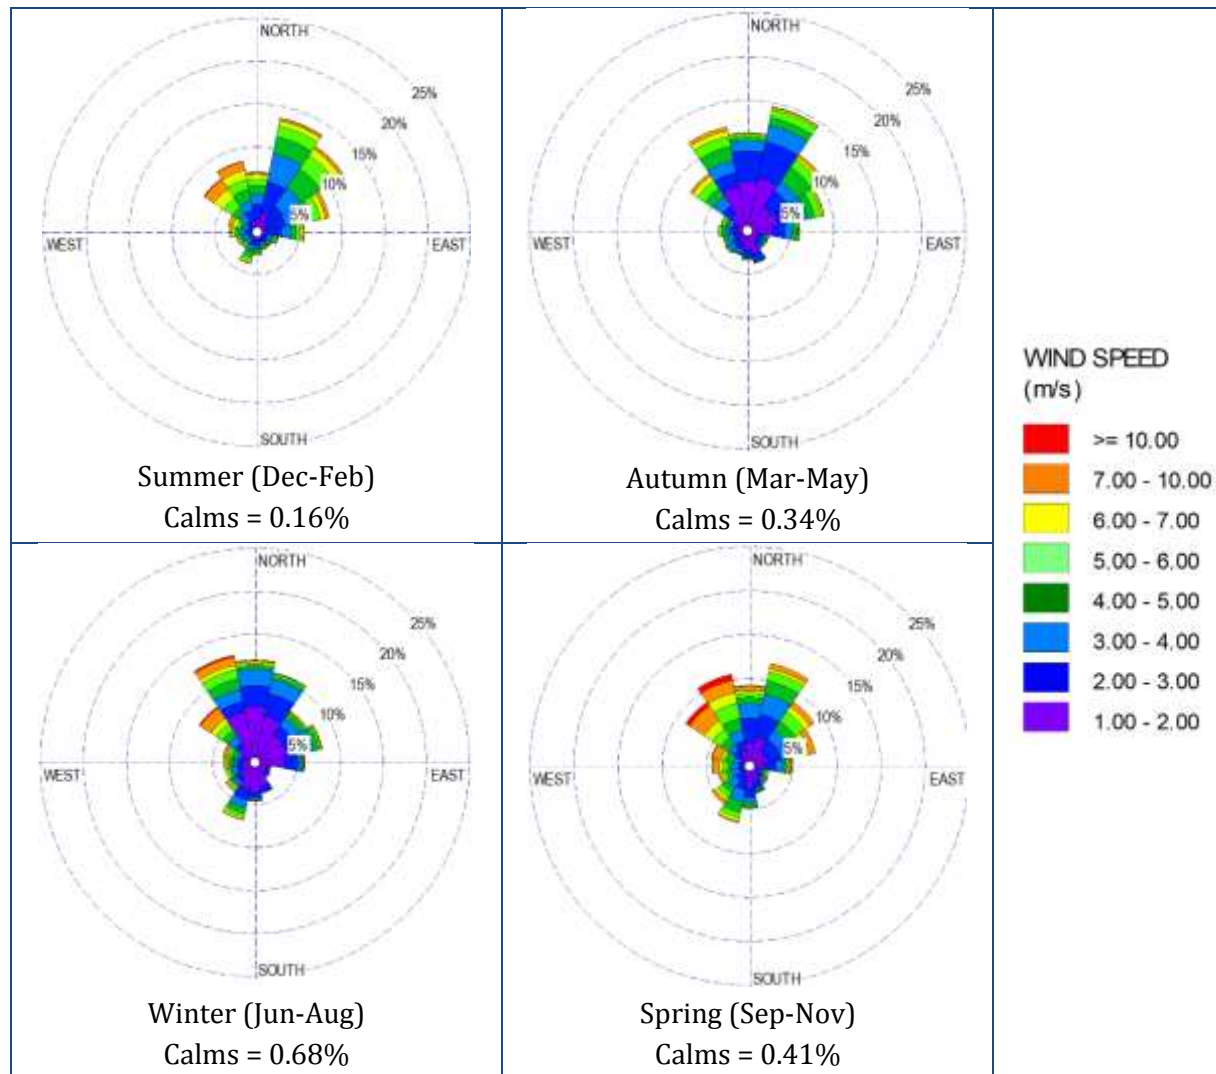 NORTH
25%
20%
15%
10%
5%
WEST
EAST
SOUTH
Summer (Dec-Feb)
Calms = 0.16%
NORTH
25%
20%
15%
10%
5%
WEST
EAST
SOUTH
Autumn (Mar-May)
Calms = 0.34%
NORTH
25%
20%
15%
10%
5%
WEST
EAST
SOUTH
Winter (Jun-Aug)
Calms = 0.68%
NORTH
25%
20%
15%
10%
5%
WEST
EAST
SOUTH
Spring (Sep-Nov)
Calms = 0.41%
WIND SPEED
(m/s)
>= 10.00
7.00 - 10.00
6.00 - 7.00
5.00 - 6.00
4.00 - 5.00
3.00 - 4.00
2.00 - 3.00
1.00 - 2.00